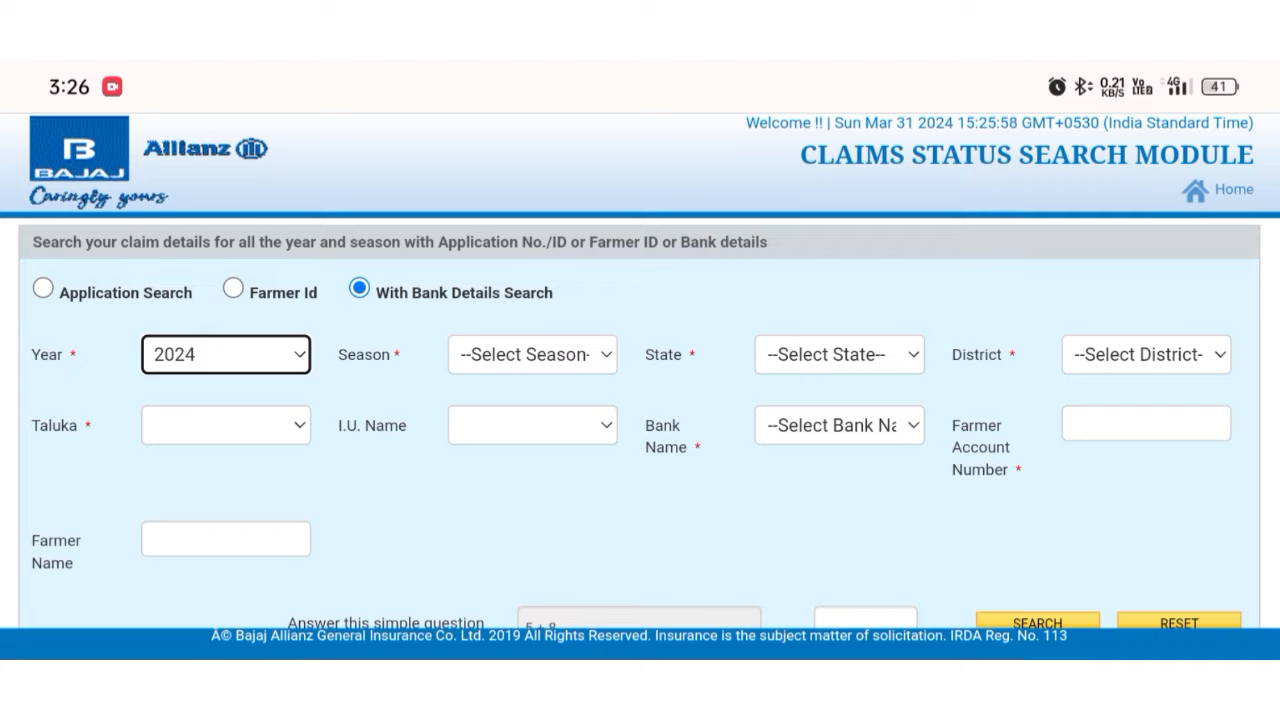 3:26
0.21 KB/S Vo LTE2 4G 41
Welcome !! | Sun Mar 31 2024 15:25:58 GMT+0530 (India Standard Time)
B
BAJAJ
Allianz
CLAIMS STATUS SEARCH MODULE
Caringly yours
Home
Search your claim details for all the year and season with Application No./ID or Farmer ID or Bank details
Application Search Farmer Id With Bank Details Search
Year * 2024 Season * --Select Season- State * --Select State-- District * --Select District-
Taluka * I.U. Name Bank Name * --Select Bank Na Farmer Account Number *
Farmer Name
Answer this simple question 5 + 8 SEARCH RESET
Â© Bajaj Allianz General Insurance Co. Ltd. 2019 All Rights Reserved. Insurance is the subject matter of solicitation. IRDA Reg. No. 113